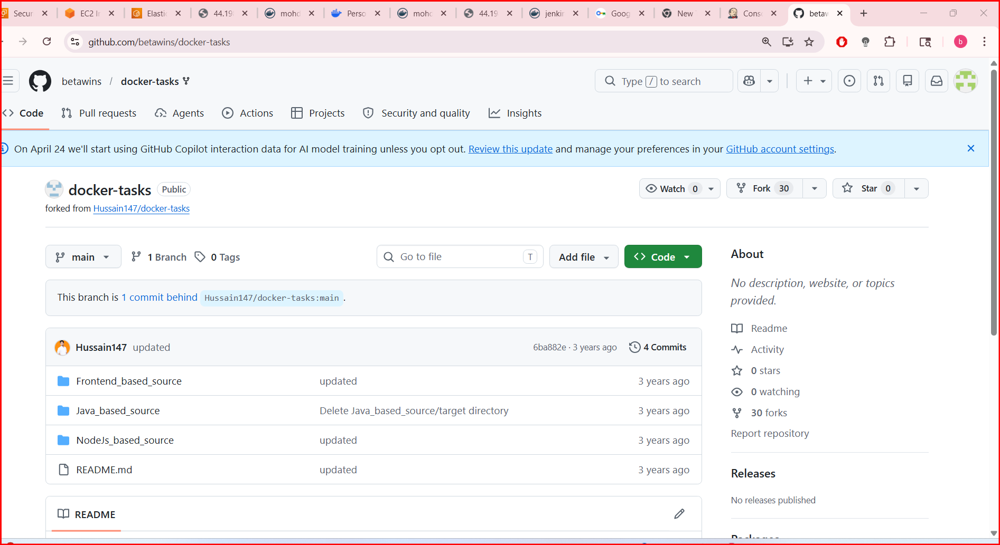 Secur
EC2 I
Elasti
44.19
mohd
Perso
mohd
44.19
jenkir
Goog
New
Cons
betaw
github.com/betawins/docker-tasks
b
betawins / docker-tasks
Type / to search
Code
Pull requests
Agents
Actions
Projects
Security and quality
Insights
On April 24 we'll start using GitHub Copilot interaction data for AI model training unless you opt out. Review this update and manage your preferences in your GitHub account settings.
docker-tasks Public
Watch 0
Fork 30
Star 0
forked from Hussain147/docker-tasks
main
1 Branch
0 Tags
Go to file T
Add file
Code
This branch is 1 commit behind Hussain147/docker-tasks:main .
Hussain147 updated
6ba882e · 3 years ago
4 Commits
Frontend_based_source updated 3 years ago
Java_based_source Delete Java_based_source/target directory 3 years ago
NodeJs_based_source updated 3 years ago
README.md updated 3 years ago
README
About
No description, website, or topics
provided.
Readme
Activity
0 stars
0 watching
30 forks
Report repository
Releases
No releases published
Packages